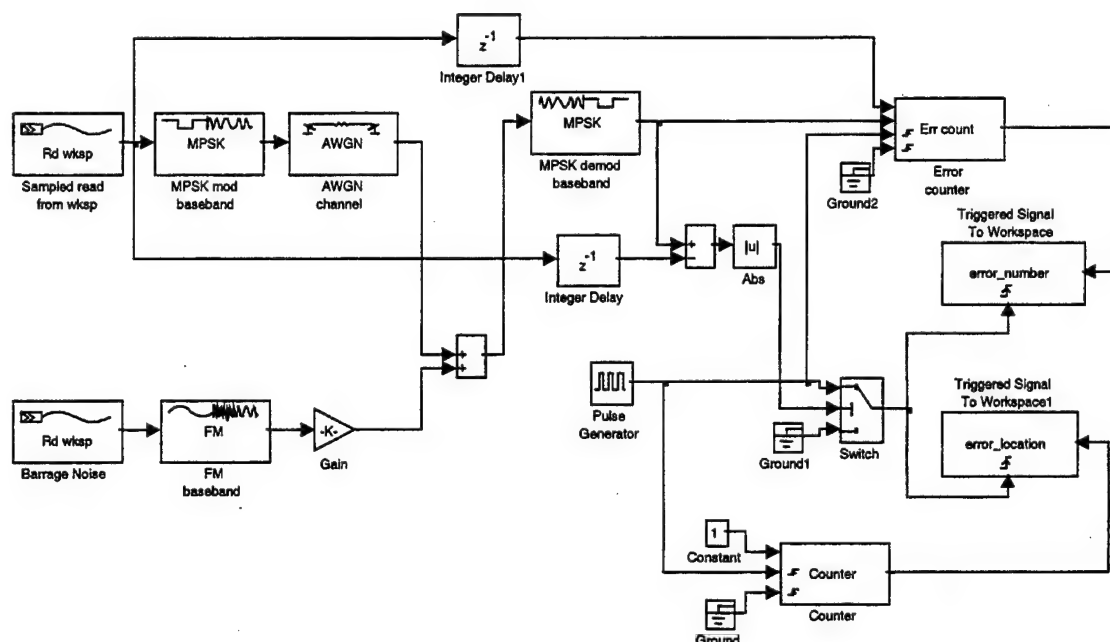 z-1
Integer Delay1
Rd wksp
Sampled read
from wksp
MPSK
MPSK mod
baseband
AWGN
AWGN
channel
MPSK
MPSK demod
baseband
Err count
Error
counter
Ground2
z-1
Integer Delay
+
−
|u|
Abs
Triggered Signal
To Workspace
error_number
+
+
Pulse
Generator
Ground1
Switch
Triggered Signal
To Workspace1
error_location
Rd wksp
Barrage Noise
FM
FM
baseband
-K-
Gain
1
Constant
Counter
Counter
Ground